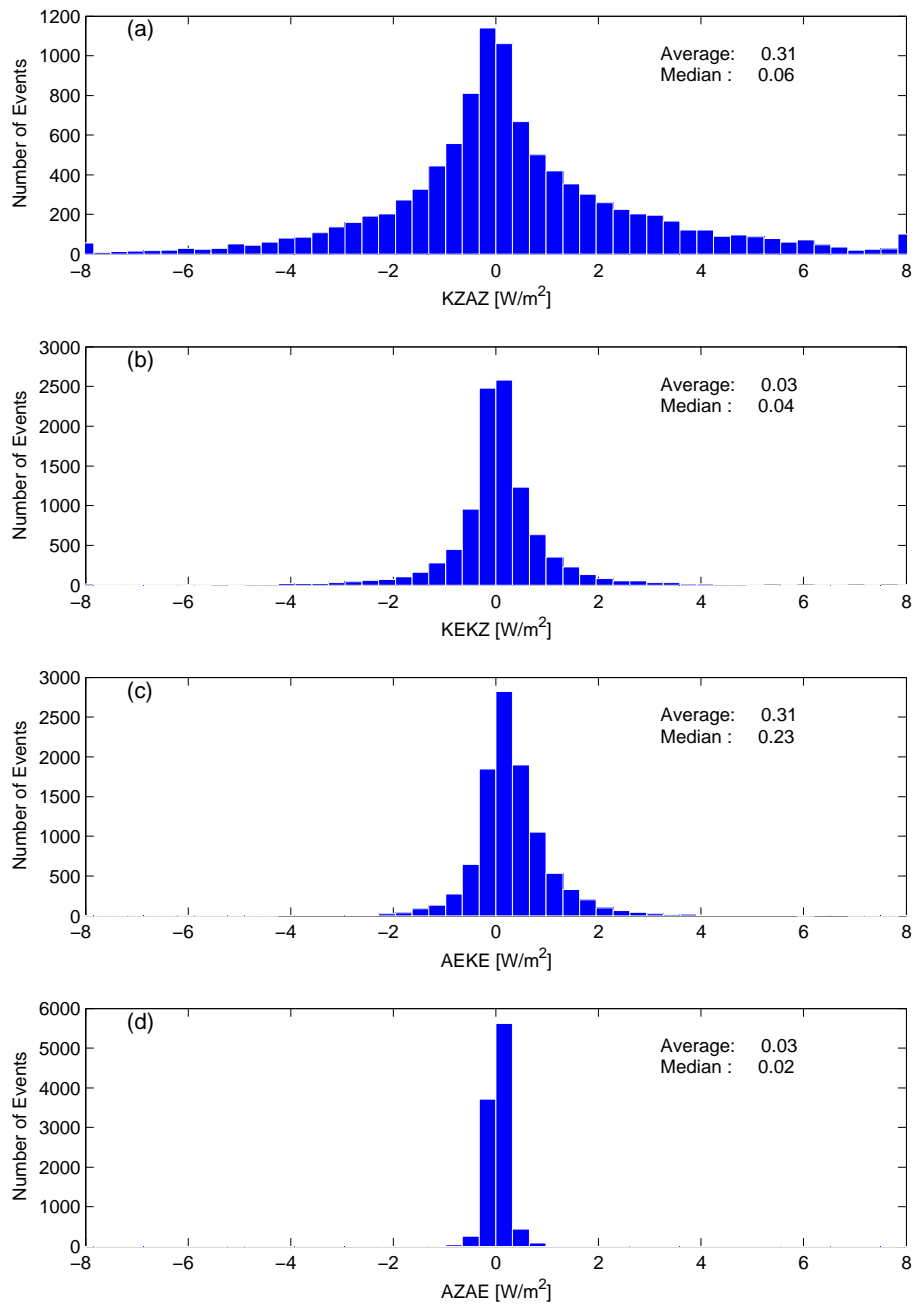 1200
1000
800
600
400
200
0
Number of Events
(a)
Average: 0.31
Median : 0.06
−8 −6 −4 −2 0 2 4 6 8
KZAZ [W/m²]
3000
2500
2000
1500
1000
500
0
Number of Events
(b)
Average: 0.03
Median : 0.04
−8 −6 −4 −2 0 2 4 6 8
KEKZ [W/m²]
3000
2500
2000
1500
1000
500
0
Number of Events
(c)
Average: 0.31
Median : 0.23
−8 −6 −4 −2 0 2 4 6 8
AEKE [W/m²]
6000
5000
4000
3000
2000
1000
0
Number of Events
(d)
Average: 0.03
Median : 0.02
−8 −6 −4 −2 0 2 4 6 8
AZAE [W/m²]